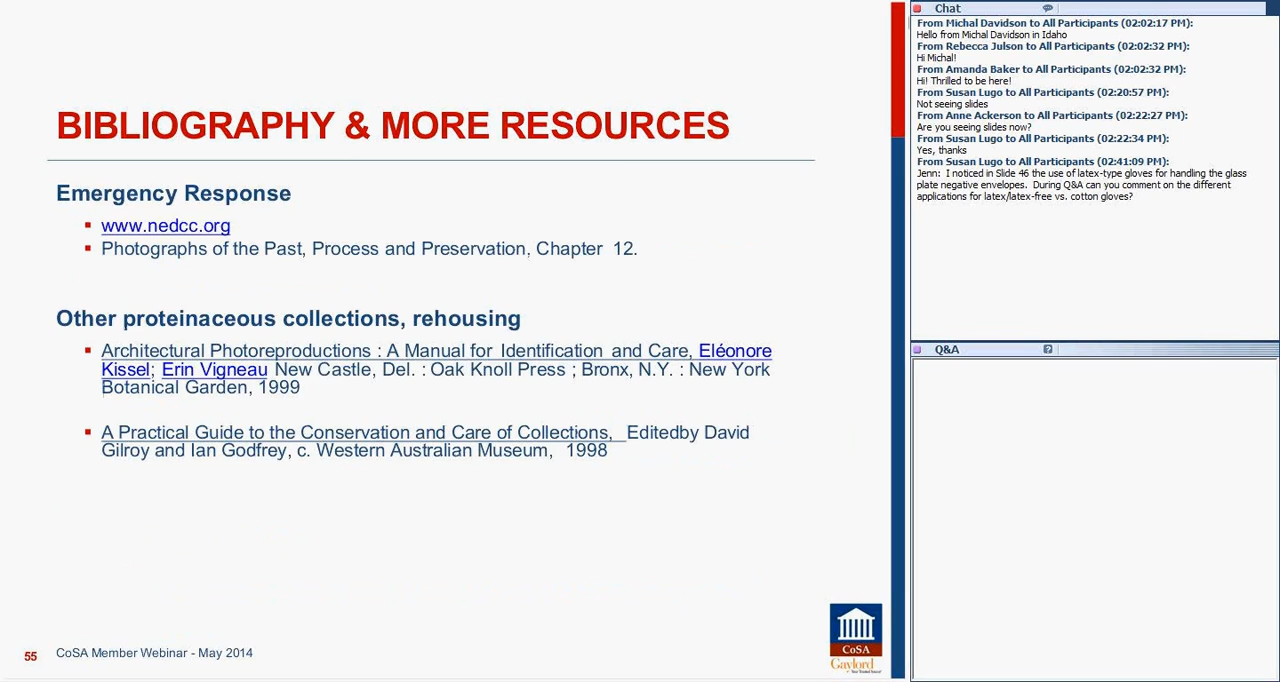 BIBLIOGRAPHY & MORE RESOURCES
Emergency Response
www.nedcc.org
Photographs of the Past, Process and Preservation, Chapter 12.
Other proteinaceous collections, rehousing
Architectural Photoreproductions : A Manual for Identification and Care, Eléonore
Kissel; Erin Vigneau New Castle, Del. : Oak Knoll Press ; Bronx, N.Y. : New York
Botanical Garden, 1999
A Practical Guide to the Conservation and Care of Collections, Editedby David
Gilroy and Ian Godfrey, c. Western Australian Museum, 1998
55 CoSA Member Webinar - May 2014
CoSA
Gaylord
Chat
From Michal Davidson to All Participants (02:02:17 PM):
Hello from Michal Davidson in Idaho
From Rebecca Julson to All Participants (02:02:32 PM):
Hi Michal!
From Amanda Baker to All Participants (02:02:32 PM):
Hi! Thrilled to be here!
From Susan Lugo to All Participants (02:20:57 PM):
Not seeing slides
From Anne Ackerson to All Participants (02:22:27 PM):
Are you seeing slides now?
From Susan Lugo to All Participants (02:22:34 PM):
Yes, thanks
From Susan Lugo to All Participants (02:41:09 PM):
Jenn: I noticed in Slide 46 the use of latex-type gloves for handling the glass
plate negative envelopes. During Q&A can you comment on the different
applications for latex/latex-free vs. cotton gloves?
Q&A